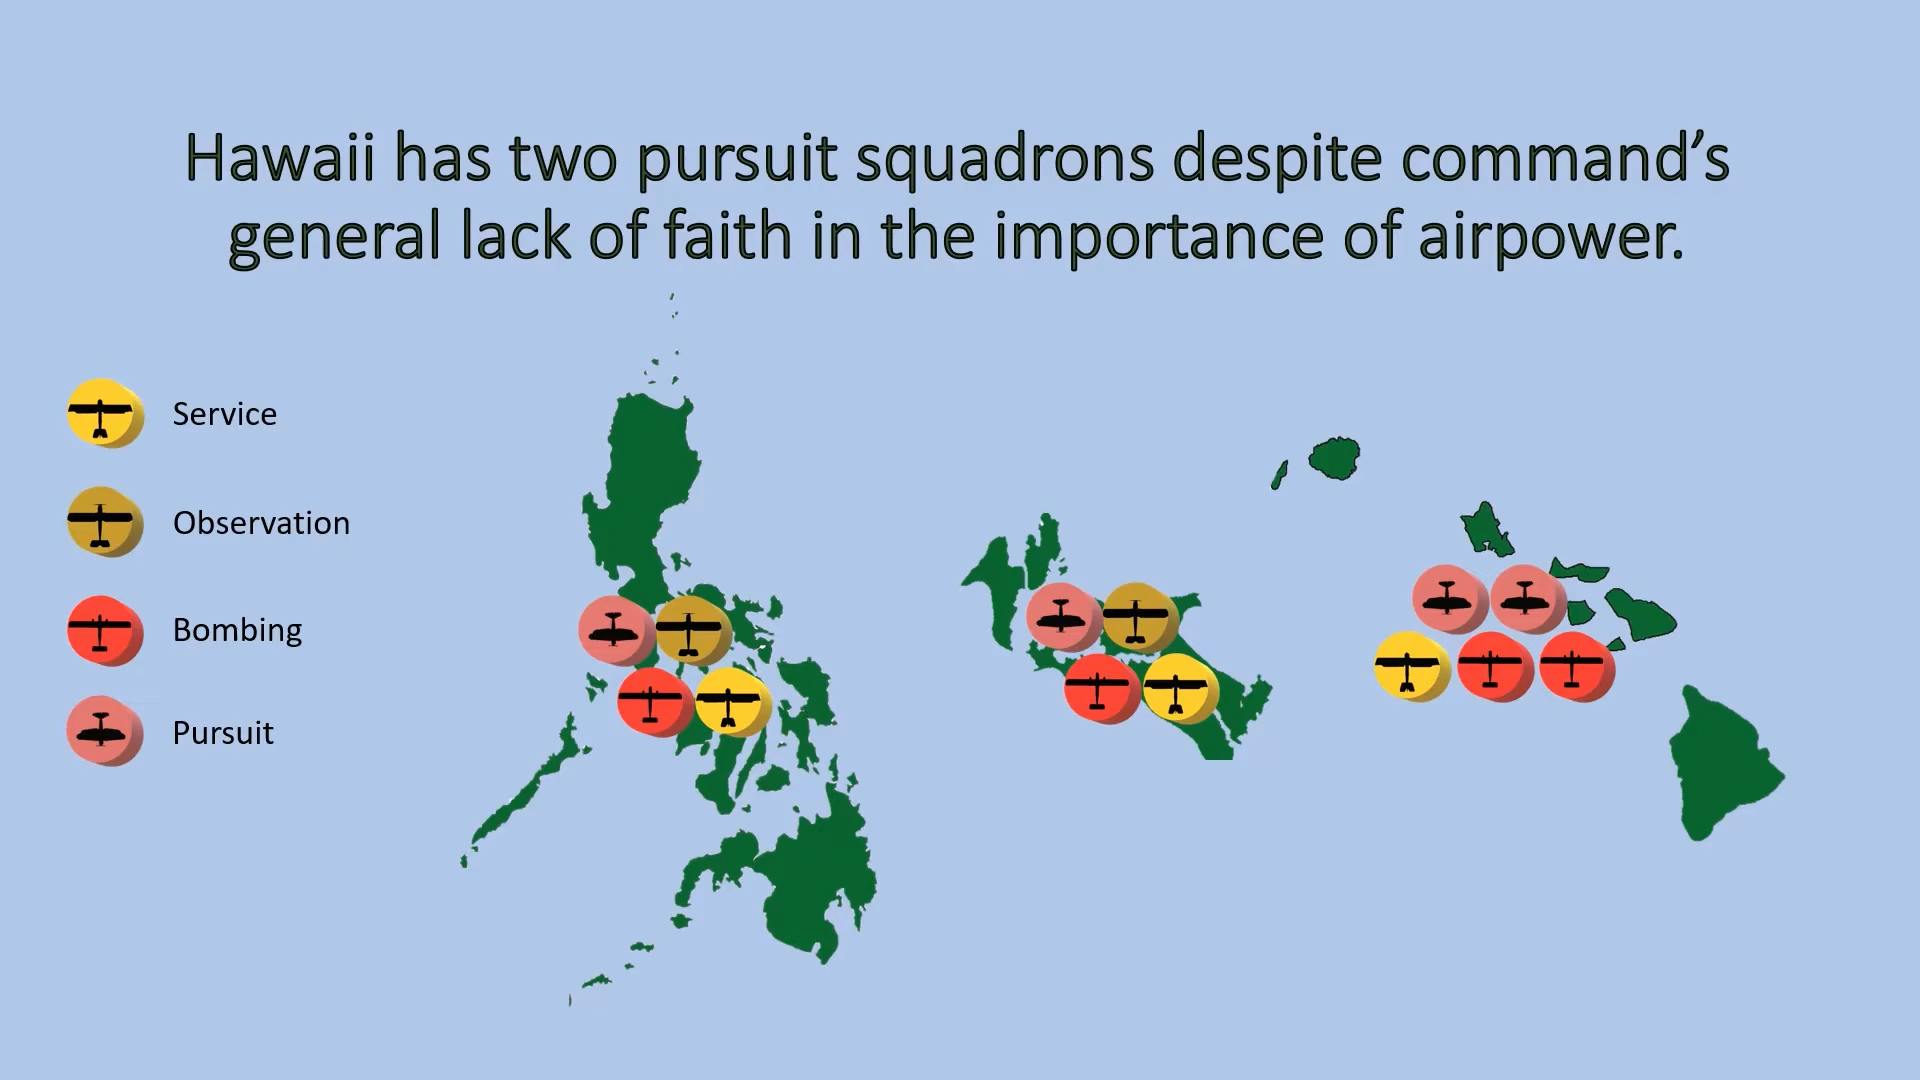 Hawaii has two pursuit squadrons despite command’s
general lack of faith in the importance of airpower.
Service
Observation
Bombing
Pursuit